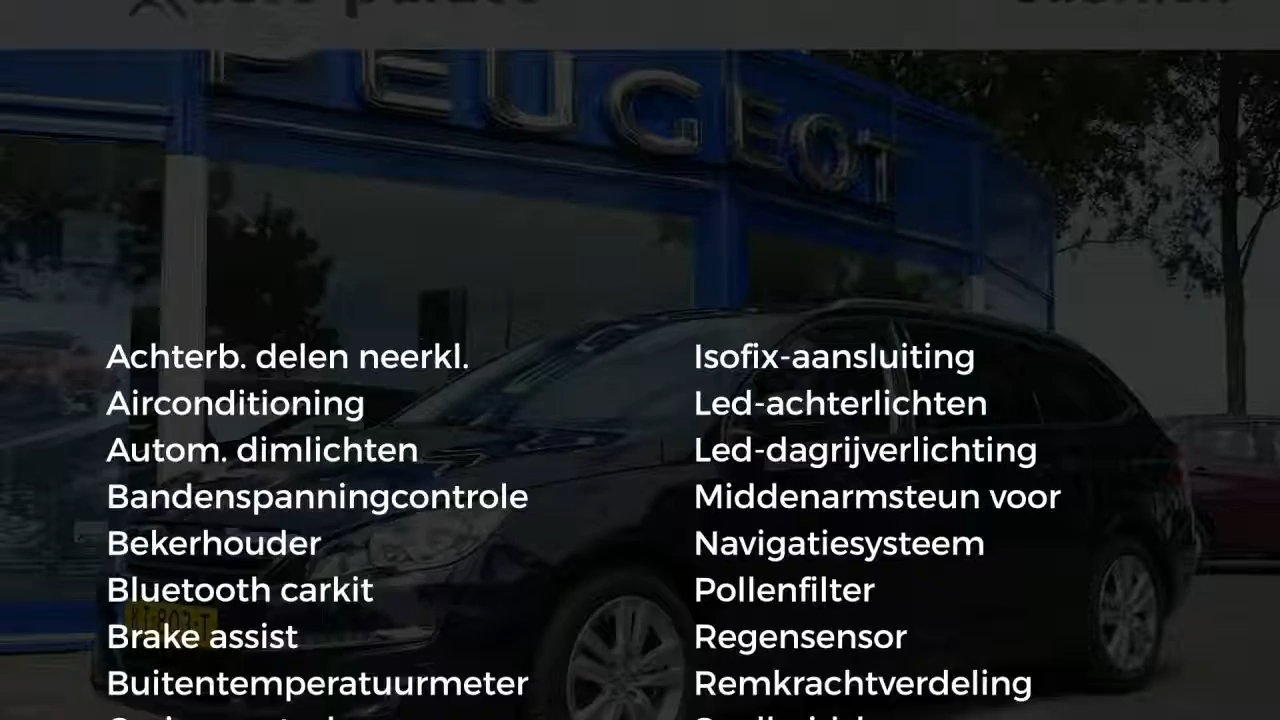 PEUGEOT
Achterb. delen neerkl.
Airconditioning
Autom. dimlichten
Bandenspanningcontrole
Bekerhouder
Bluetooth carkit
Brake assist
Buitentemperatuurmeter
Isofix-aansluiting
Led-achterlichten
Led-dagrijverlichting
Middenarmsteun voor
Navigatiesysteem
Pollenfilter
Regensensor
Remkrachtverdeling